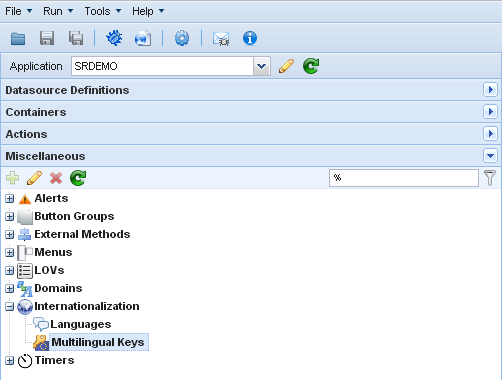 File Run Tools Help
Application SRDEMO
Datasource Definitions
Containers
Actions
Miscellaneous
%
Alerts
Button Groups
External Methods
Menus
LOVs
Domains
Internationalization
Languages
Multilingual Keys
Timers